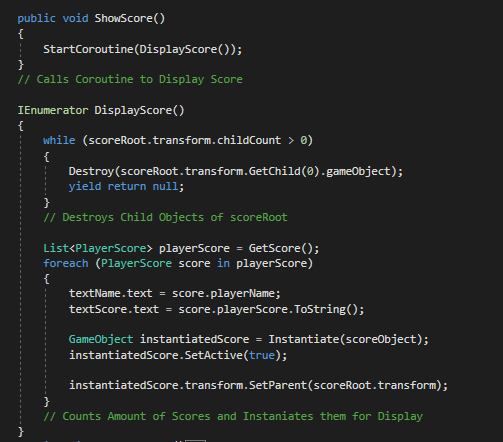 public void ShowScore()
{
    StartCoroutine(DisplayScore());
}
// Calls Coroutine to Display Score

IEnumerator DisplayScore()
{
    while (scoreRoot.transform.childCount > 0)
    {
        Destroy(scoreRoot.transform.GetChild(0).gameObject);
        yield return null;
    }
    // Destroys Child Objects of scoreRoot

    List<PlayerScore> playerScore = GetScore();
    foreach (PlayerScore score in playerScore)
    {
        textName.text = score.playerName;
        textScore.text = score.playerScore.ToString();

        GameObject instantiatedScore = Instantiate(scoreObject);
        instantiatedScore.SetActive(true);

        instantiatedScore.transform.SetParent(scoreRoot.transform);
    }
    // Counts Amount of Scores and Instaniates them for Display
}